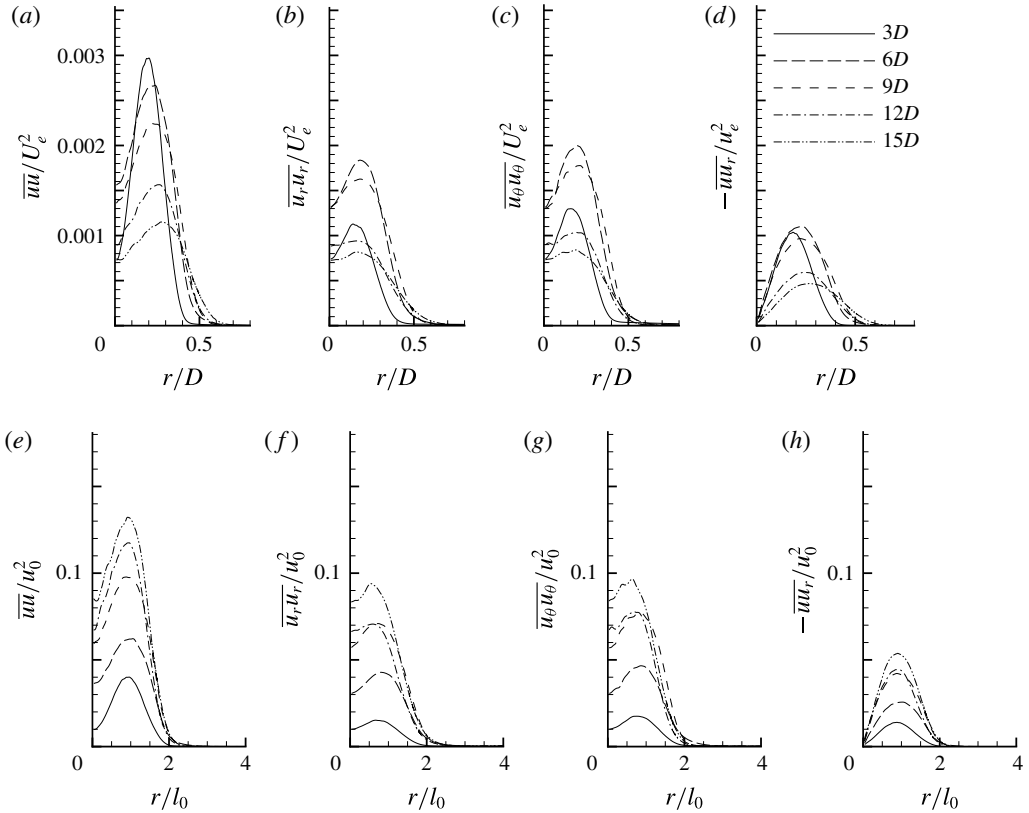 (a) (b) (c) (d)
3D
6D
9D
12D
15D
0.003
0.002
0.001
$\overline{uu}/U_e^2$
$\overline{u_r u_r}/U_e^2$
$\overline{u_\theta u_\theta}/U_e^2$
$-\overline{uu_r}/u_e^2$
0 0.5 0 0.5 0 0.5 0 0.5
r/D r/D r/D r/D
(e) (f) (g) (h)
0.1 0.1 0.1 0.1
$\overline{uu}/u_0^2$
$\overline{u_r u_r}/u_0^2$
$\overline{u_\theta u_\theta}/u_0^2$
$-\overline{uu_r}/u_0^2$
0 2 4 0 2 4 0 2 4 0 2 4
r/l₀ r/l₀ r/l₀ r/l₀